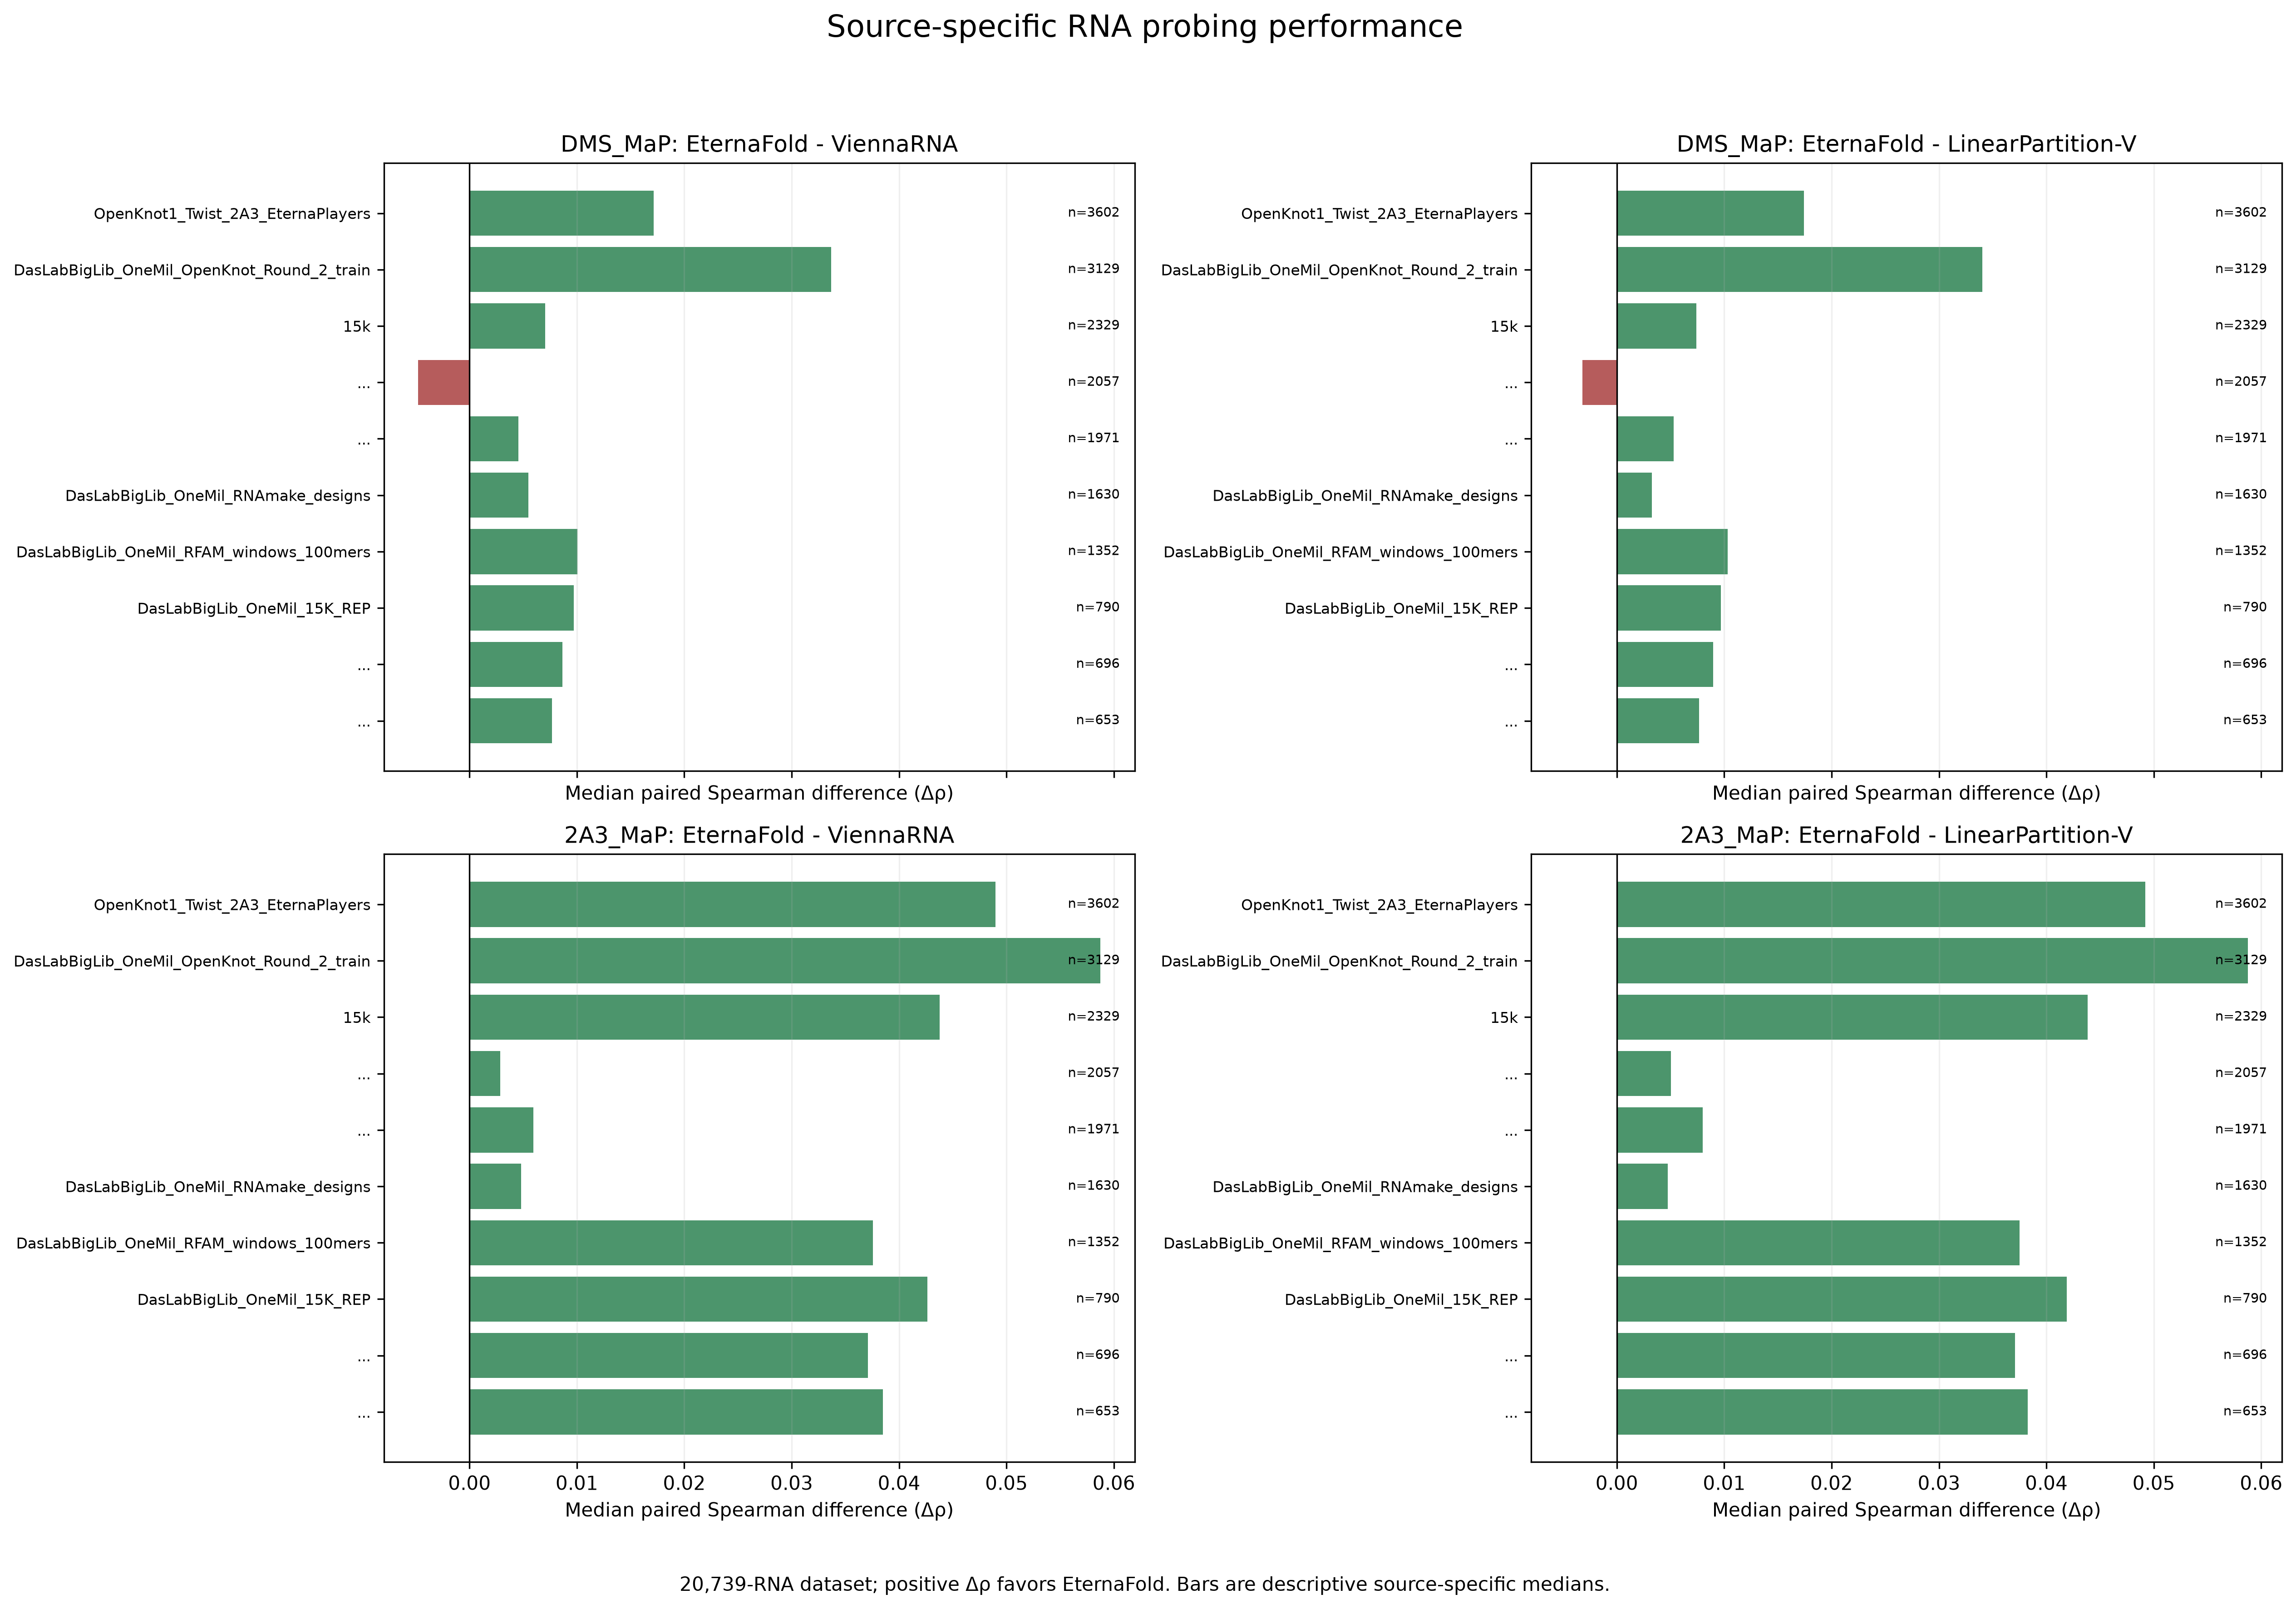 Source-specific RNA probing performance
DMS_MaP: EternaFold - ViennaRNA
OpenKnot1_Twist_2A3_EternaPlayers
n=3602
DasLabBigLib_OneMil_OpenKnot_Round_2_train
n=3129
15k
n=2329
...
n=2057
...
n=1971
DasLabBigLib_OneMil_RNAmake_designs
n=1630
DasLabBigLib_OneMil_RFAM_windows_100mers
n=1352
DasLabBigLib_OneMil_15K_REP
n=790
...
n=696
...
n=653
Median paired Spearman difference (Δρ)
DMS_MaP: EternaFold - LinearPartition-V
OpenKnot1_Twist_2A3_EternaPlayers
n=3602
DasLabBigLib_OneMil_OpenKnot_Round_2_train
n=3129
15k
n=2329
...
n=2057
...
n=1971
DasLabBigLib_OneMil_RNAmake_designs
n=1630
DasLabBigLib_OneMil_RFAM_windows_100mers
n=1352
DasLabBigLib_OneMil_15K_REP
n=790
...
n=696
...
n=653
Median paired Spearman difference (Δρ)
2A3_MaP: EternaFold - ViennaRNA
OpenKnot1_Twist_2A3_EternaPlayers
n=3602
DasLabBigLib_OneMil_OpenKnot_Round_2_train
n=3129
15k
n=2329
...
n=2057
...
n=1971
DasLabBigLib_OneMil_RNAmake_designs
n=1630
DasLabBigLib_OneMil_RFAM_windows_100mers
n=1352
DasLabBigLib_OneMil_15K_REP
n=790
...
n=696
...
n=653
0.00 0.01 0.02 0.03 0.04 0.05 0.06
Median paired Spearman difference (Δρ)
2A3_MaP: EternaFold - LinearPartition-V
OpenKnot1_Twist_2A3_EternaPlayers
n=3602
DasLabBigLib_OneMil_OpenKnot_Round_2_train
n=3129
15k
n=2329
...
n=2057
...
n=1971
DasLabBigLib_OneMil_RNAmake_designs
n=1630
DasLabBigLib_OneMil_RFAM_windows_100mers
n=1352
DasLabBigLib_OneMil_15K_REP
n=790
...
n=696
...
n=653
0.00 0.01 0.02 0.03 0.04 0.05 0.06
Median paired Spearman difference (Δρ)
20,739-RNA dataset; positive Δρ favors EternaFold. Bars are descriptive source-specific medians.